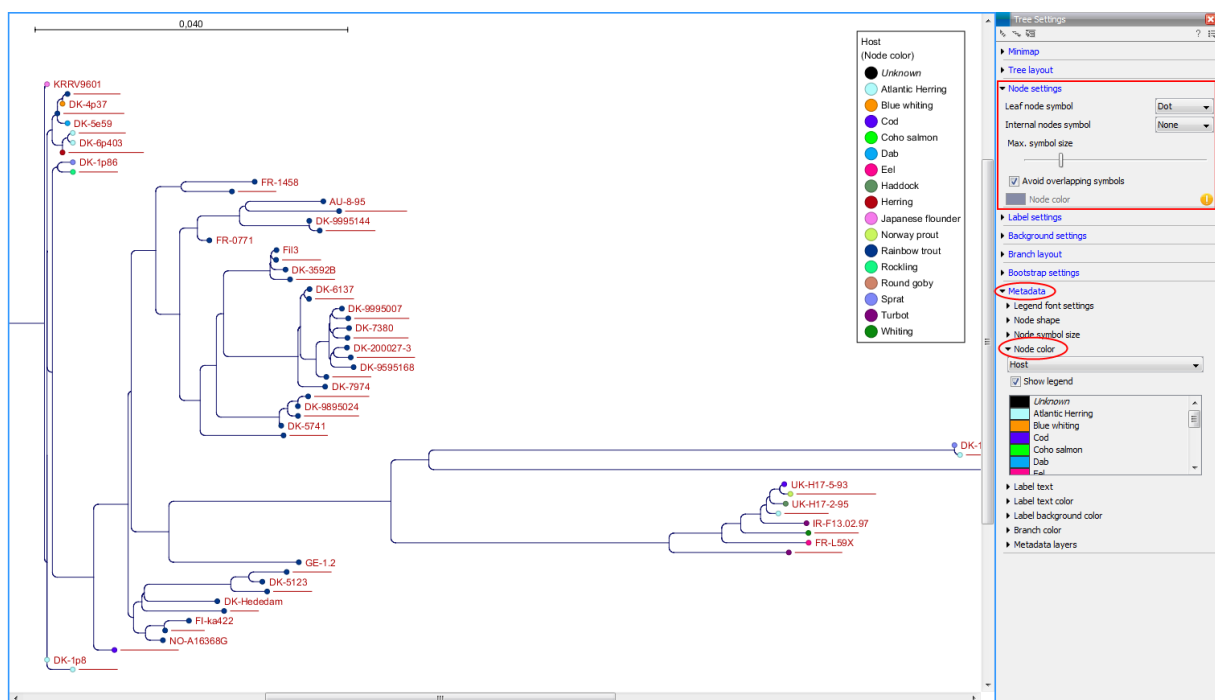 0,040
KRRV9601
DK-4p37
DK-5e59
DK-6p403
DK-1p86
FR-1458
AU-8-95
DK-9995144
FR-0771
Fil3
DK-3592B
DK-6137
DK-9995007
DK-7380
DK-200027-3
DK-9595168
DK-7974
DK-9895024
DK-5741
DK-1
UK-H17-5-93
UK-H17-2-95
IR-F13.02.97
FR-L59X
GE-1.2
DK-5123
DK-Hededam
FI-ka422
NO-A16368G
DK-1p8
Host
(Node color)
Unknown
Atlantic Herring
Blue whiting
Cod
Coho salmon
Dab
Eel
Haddock
Herring
Japanese flounder
Norway prout
Rainbow trout
Rockling
Round goby
Sprat
Turbot
Whiting
Tree Settings
?
Minimap
Tree layout
Node settings
Leaf node symbol Dot
Internal nodes symbol None
Max. symbol size
Avoid overlapping symbols
Node color
Label settings
Background settings
Branch layout
Bootstrap settings
Metadata
Legend font settings
Node shape
Node symbol size
Node color
Host
Show legend
Unknown
Atlantic Herring
Blue whiting
Cod
Coho salmon
Dab
Eel
Label text
Label text color
Label background color
Branch color
Metadata layers